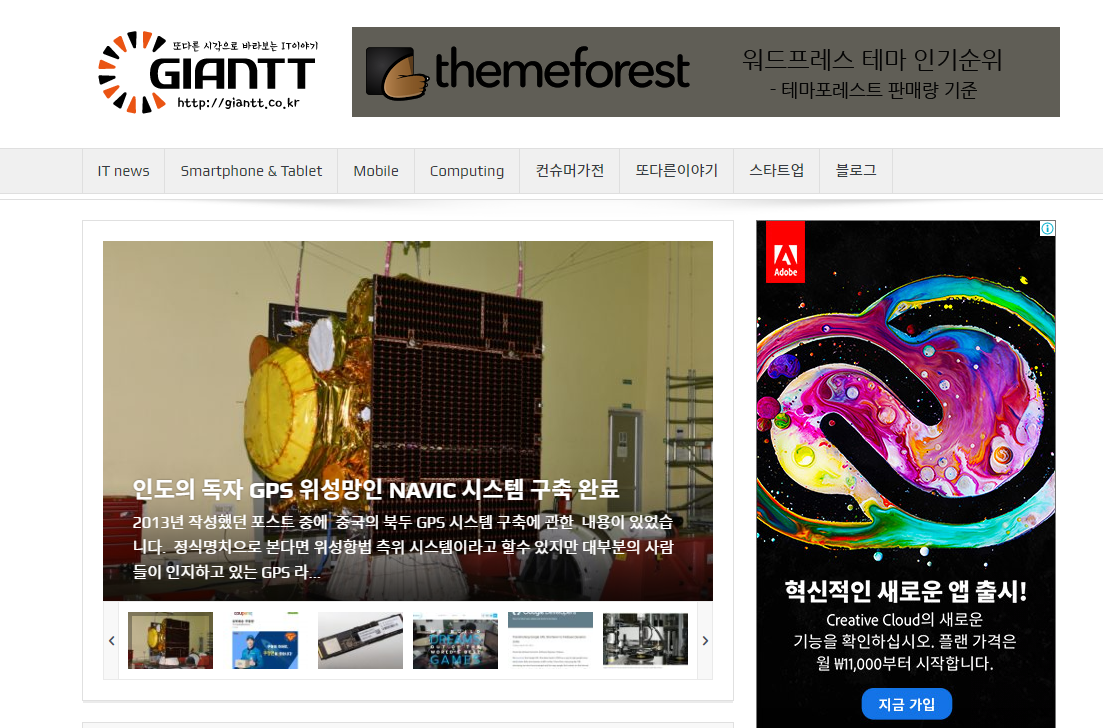 또다른 시각으로 바라보는 IT이야기
GIANTT
http://giantt.co.kr
themeforest
워드프레스 테마 인기순위
- 테마포레스트 판매량 기준
IT news
Smartphone & Tablet
Mobile
Computing
컨슈머가전
또다른이야기
스타트업
블로그
인도의 독자 GPS 위성망인 NAVIC 시스템 구축 완료
2013년 작성했던 포스트 중에 중국의 북두 GPS 시스템 구축에 관한 내용이 있었습
니다. 정식명치으로 본다면 위성항법 측위 시스템이라고 할수 있지만 대부분의 사람
들이 인지하고 있는 GPS 라...
coupang
DREAMS
OUT OF THE
WORLD'S BEST
GAMES
Adobe
혁신적인 새로운 앱 출시!
Creative Cloud의 새로운
기능을 확인하십시오. 플랜 가격은
월 ₩11,000부터 시작합니다.
지금 가입